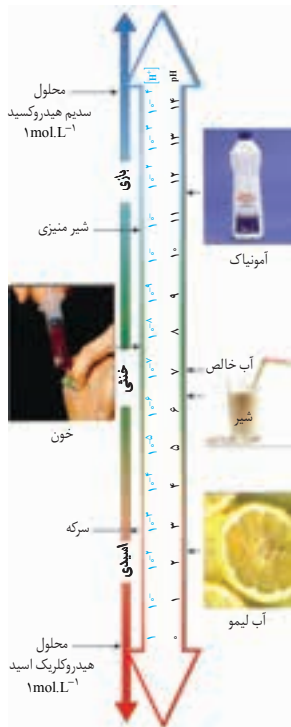 pH
[H⁺]
۱۴
۱۳
۱۲
۱۱
۱۰
۹
۸
۷
۶
۵
۴
۳
۲
۱
۰
آمونیاک
آب خالص
شیر
آب لیمو
بازی
خنثی
اسیدی
محلول
سدیم هیدروکسید
۱mol.L⁻¹
شیر منیزی
خون
سرکه
محلول
هیدروکلریک اسید
۱mol.L⁻¹